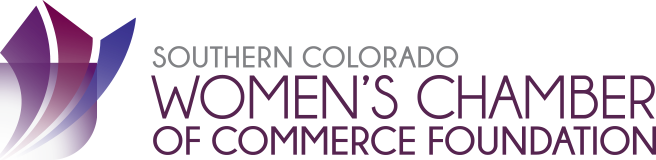 SOUTHERN COLORADO
WOMEN'S CHAMBER
OF COMMERCE FOUNDATION